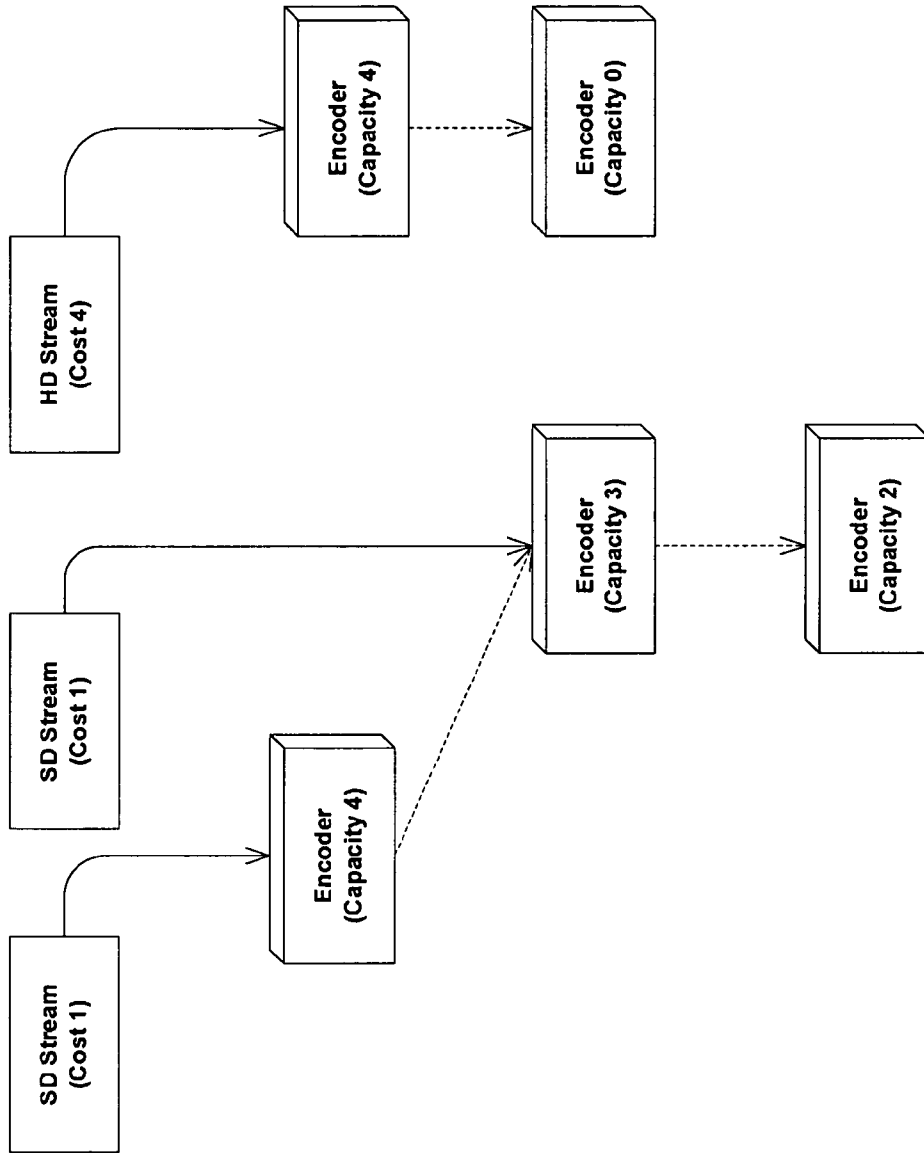 SD Stream
(Cost 1)
SD Stream
(Cost 1)
HD Stream
(Cost 4)
Encoder
(Capacity 4)
Encoder
(Capacity 4)
Encoder
(Capacity 3)
Encoder
(Capacity 0)
Encoder
(Capacity 2)